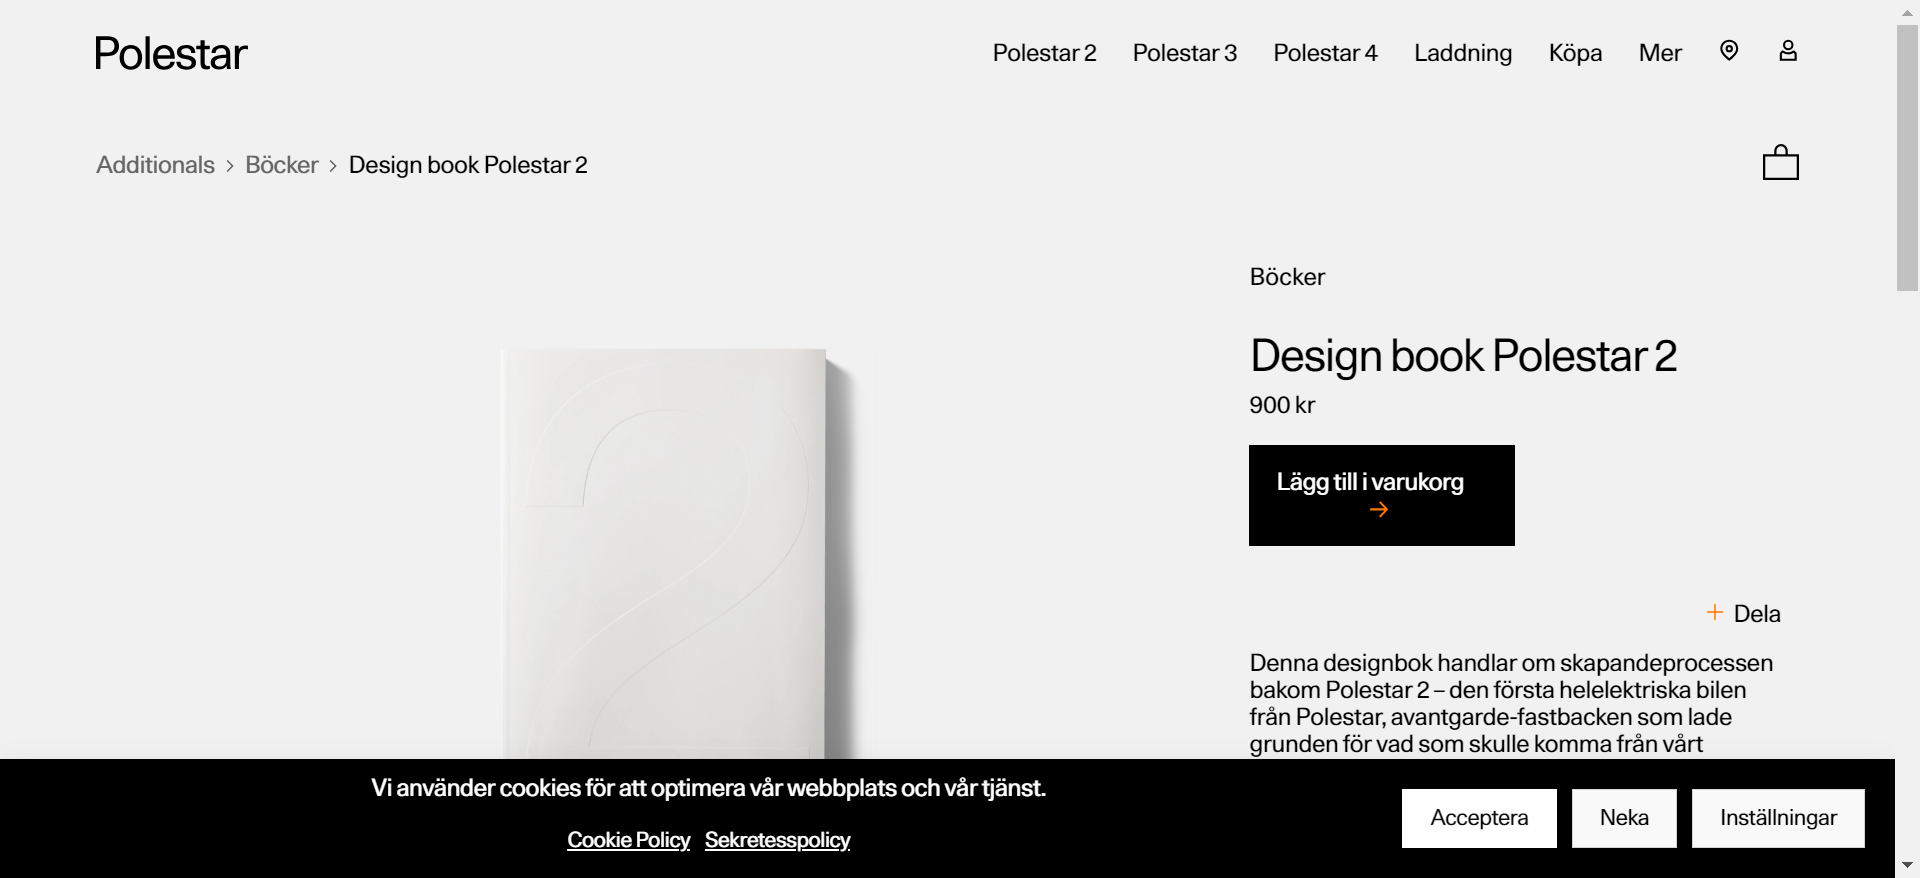 Polestar
Polestar 2
Polestar 3
Polestar 4
Laddning
Köpa
Mer
Additionals
Böcker
Design book Polestar 2
Böcker
Design book Polestar 2
900 kr
Lägg till i varukorg
Dela
Denna designbok handlar om skapandeprocessen
bakom Polestar 2 – den första helelektriska bilen
från Polestar, avantgarde-fastbacken som lade
grunden för vad som skulle komma från vårt
Vi använder cookies för att optimera vår webbplats och vår tjänst.
Cookie Policy
Sekretesspolicy
Acceptera
Neka
Inställningar